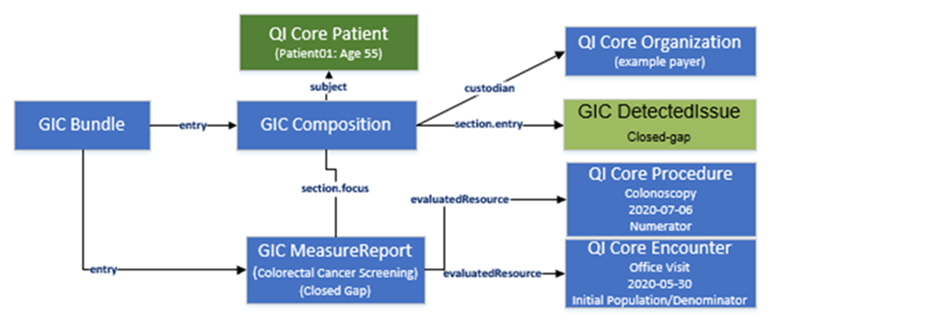 QI Core Patient
(Patient01: Age 55)
QI Core Organization
(example payer)
subject
custodian
GIC Bundle
entry
GIC Composition
section.entry
GIC DetectedIssue
Closed-gap
section.focus
evaluatedResource
QI Core Procedure
Colonoscopy
2020-07-06
Numerator
GIC MeasureReport
(Colorectal Cancer Screening)
(Closed Gap)
entry
evaluatedResource
QI Core Encounter
Office Visit
2020-05-30
Initial Population/Denominator